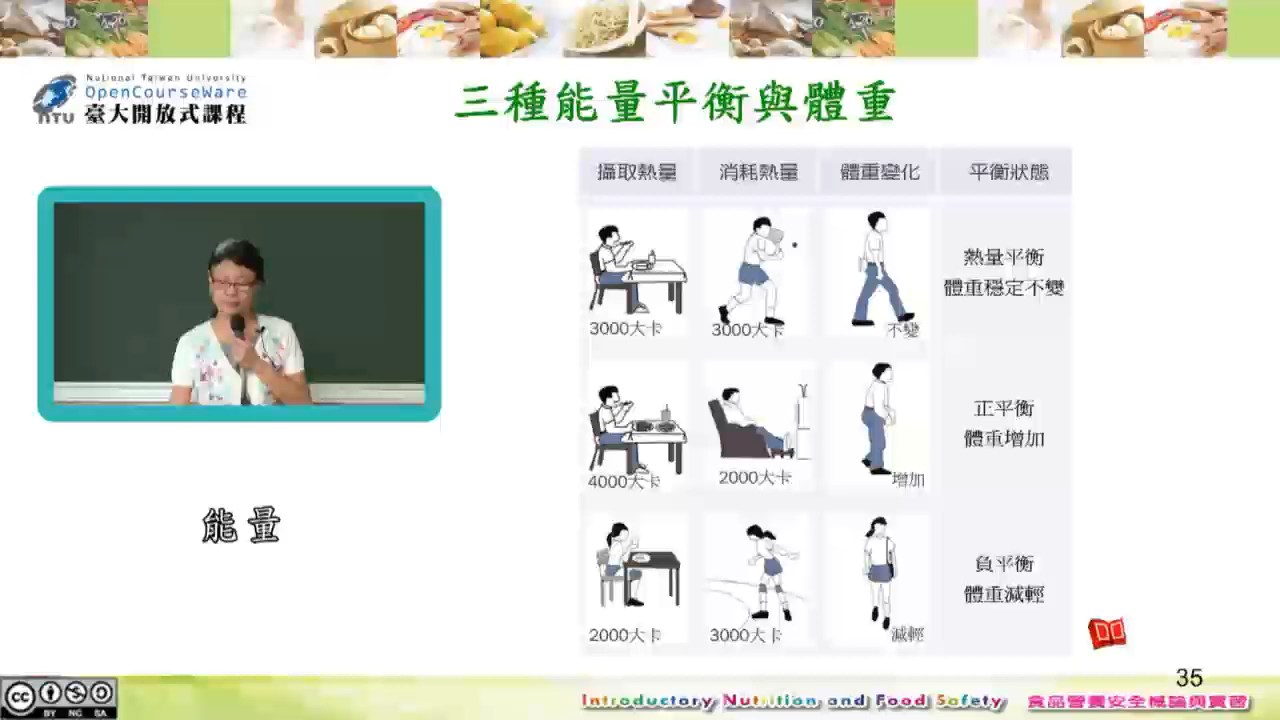 National Taiwan University
OpenCourseWare
NTU 臺大開放式課程
三種能量平衡與體重
攝取熱量 消耗熱量 體重變化 平衡狀態
3000大卡 3000大卡 不變 熱量平衡
體重穩定不變
4000大卡 2000大卡 增加 正平衡
體重增加
2000大卡 3000大卡 減輕 負平衡
體重減輕
能量
35
Introductory Nutrition and Food Safety 食品營養安全概論與實習
cc BY NC SA